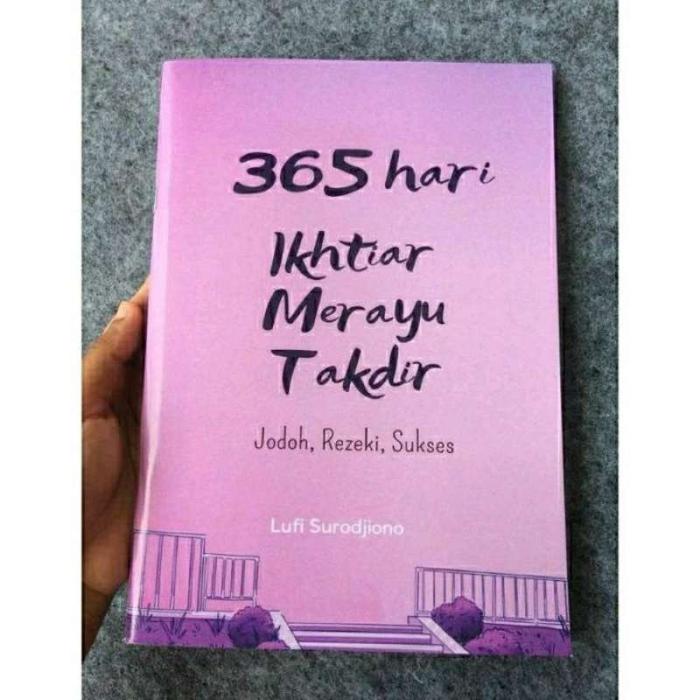 365 hari
Ikhtiar
Merayu
Takdir
Jodoh, Rezeki, Sukses
Lufi Surodjiono